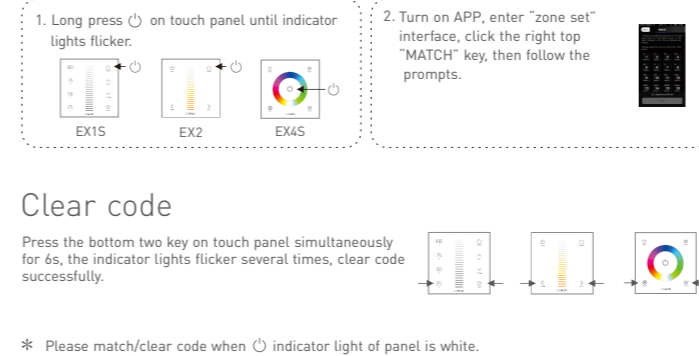 1. Long press on touch panel until indicator
lights flicker.
EX1S
EX2
EX4S
2. Turn on APP, enter “zone set”
interface, click the right top
“MATCH” key, then follow the
prompts.
Clear code
Press the bottom two key on touch panel simultaneously
for 6s, the indicator lights flicker several times, clear code
successfully.
* Please match/clear code when indicator light of panel is white.